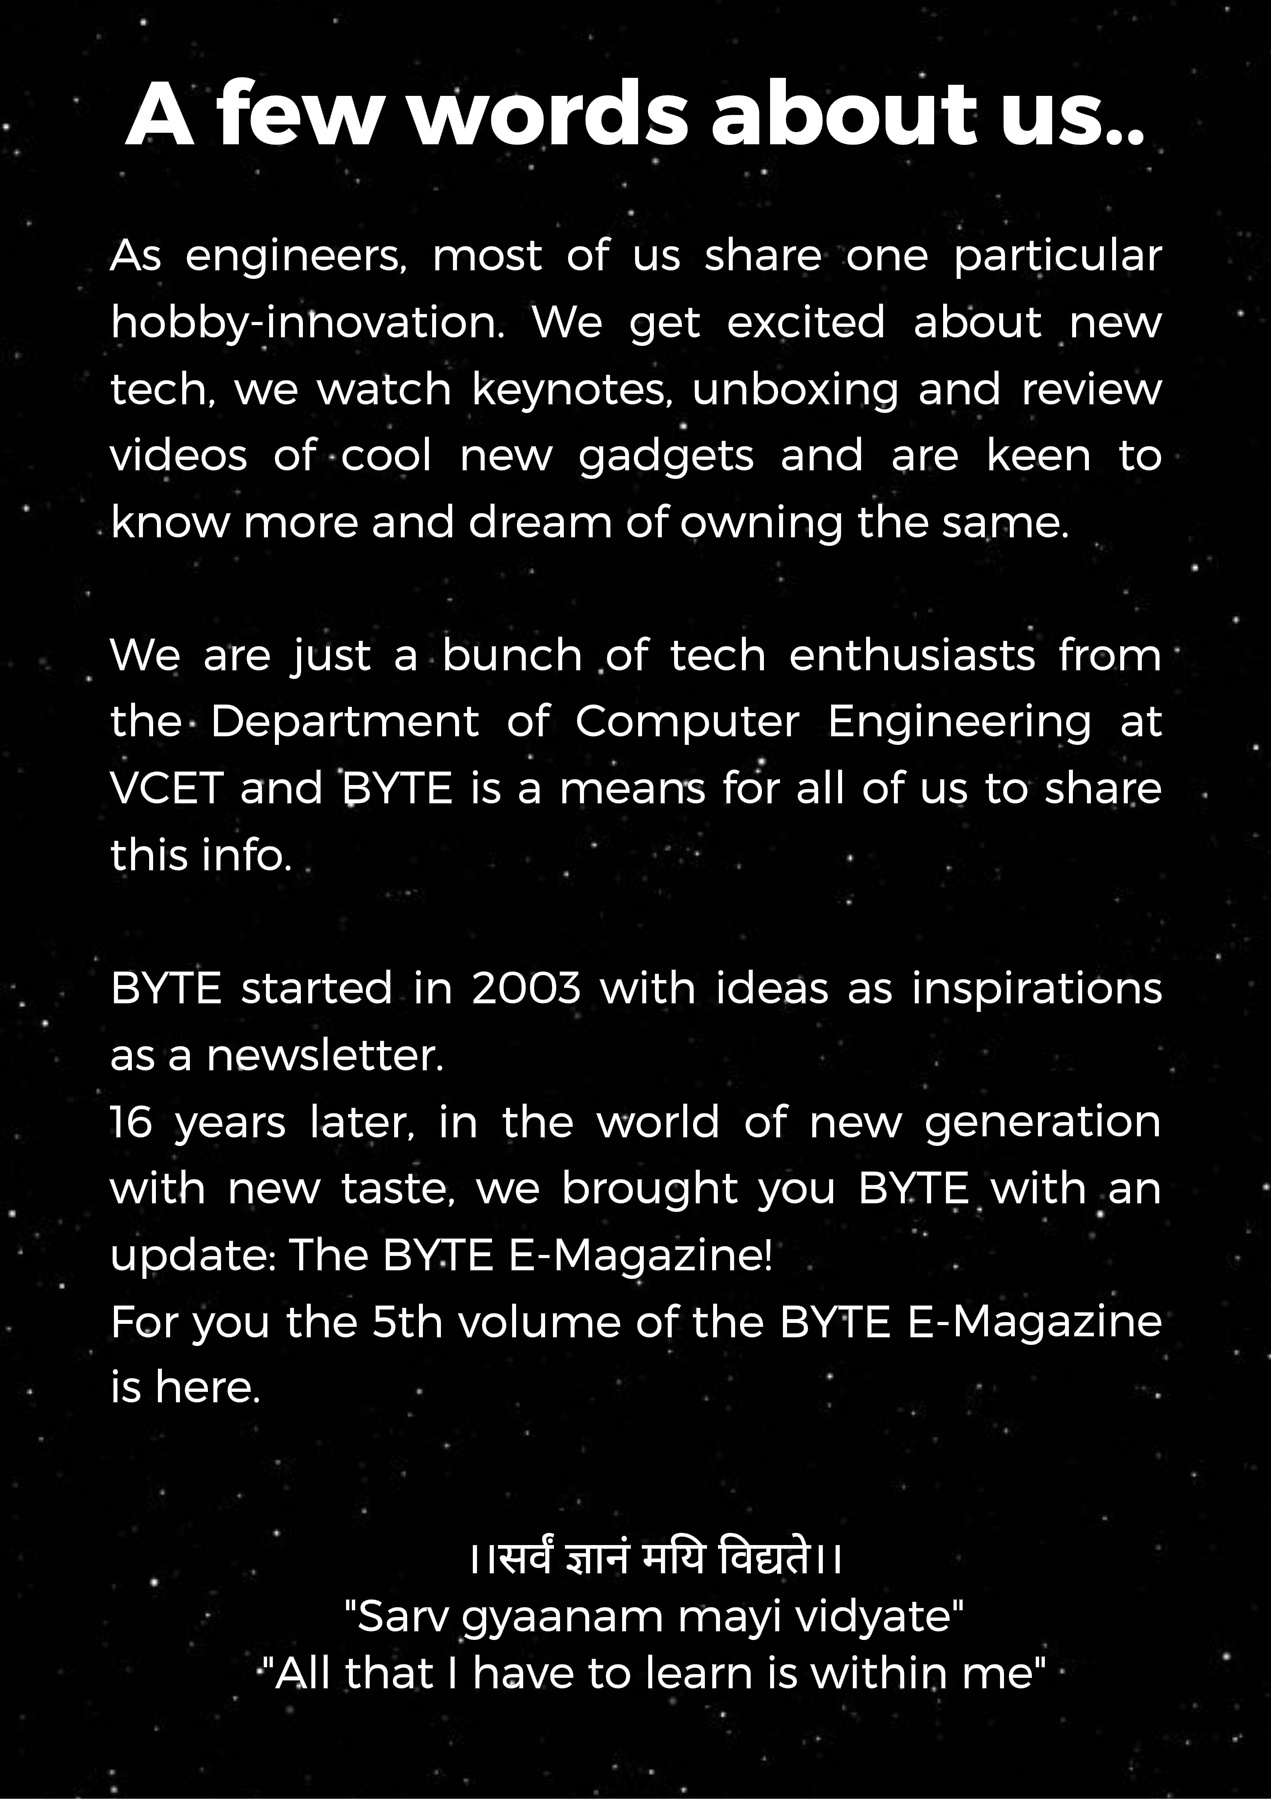 A few words about us..
As engineers, most of us share one particular
hobby-innovation. We get excited about new
tech, we watch keynotes, unboxing and review
videos of cool new gadgets and are keen to
know more and dream of owning the same.
We are just a bunch of tech enthusiasts from
the Department of Computer Engineering at
VCET and BYTE is a means for all of us to share
this info.
BYTE started in 2003 with ideas as inspirations
as a newsletter.
16 years later, in the world of new generation
with new taste, we brought you BYTE with an
update: The BYTE E-Magazine!
For you the 5th volume of the BYTE E-Magazine
is here.
।।सर्वं ज्ञानं मयि विद्यते।।
"Sarv gyaanam mayi vidyate"
"All that I have to learn is within me"